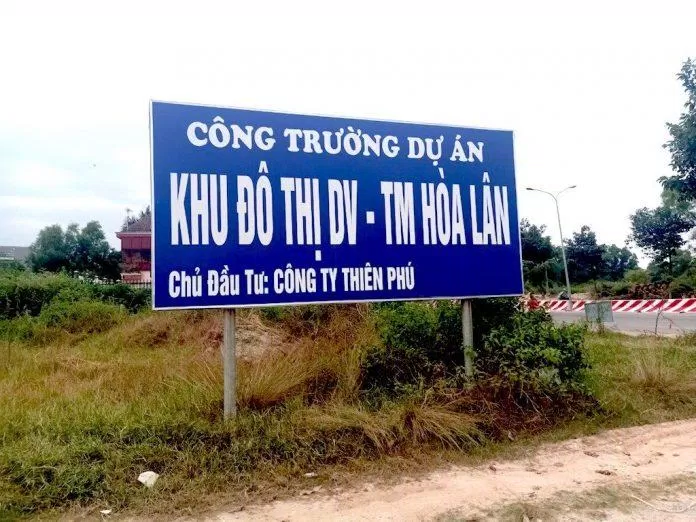 CÔNG TRƯỜNG DỰ ÁN
KHU ĐÔ THỊ DV - TM HÒA LÂN
Chủ Đầu Tư: CÔNG TY THIÊN PHÚ